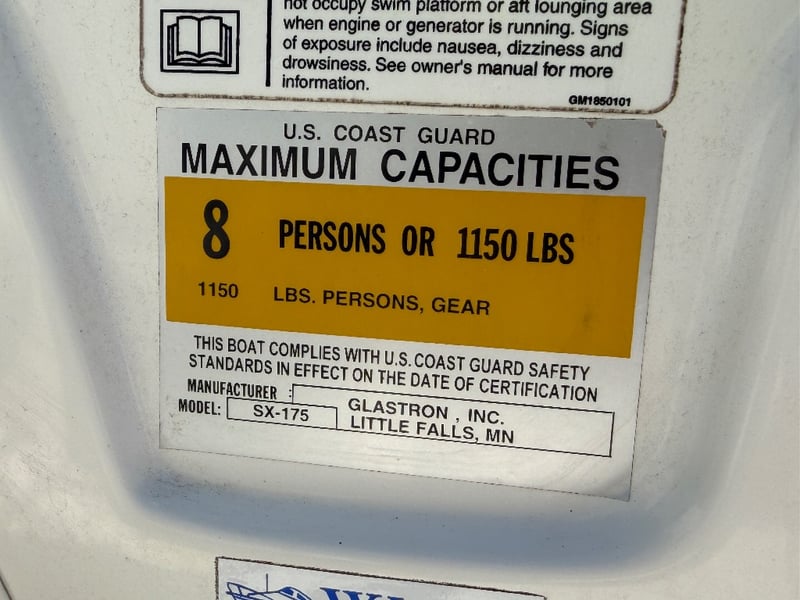 not occupy swim platform or aft lounging area
when engine or generator is running. Signs
of exposure include nausea, dizziness and
drowsiness. See owner's manual for more
information.
GM1850101
U.S. COAST GUARD
MAXIMUM CAPACITIES
8 PERSONS OR 1150 LBS
1150 LBS. PERSONS, GEAR
THIS BOAT COMPLIES WITH U.S. COAST GUARD SAFETY
STANDARDS IN EFFECT ON THE DATE OF CERTIFICATION
MANUFACTURER :
GLASTRON , INC.
MODEL: SX-175
LITTLE FALLS, MN